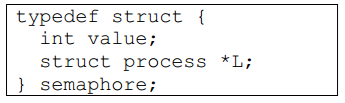 typedef struct {
  int value;
  struct process *L;
} semaphore;